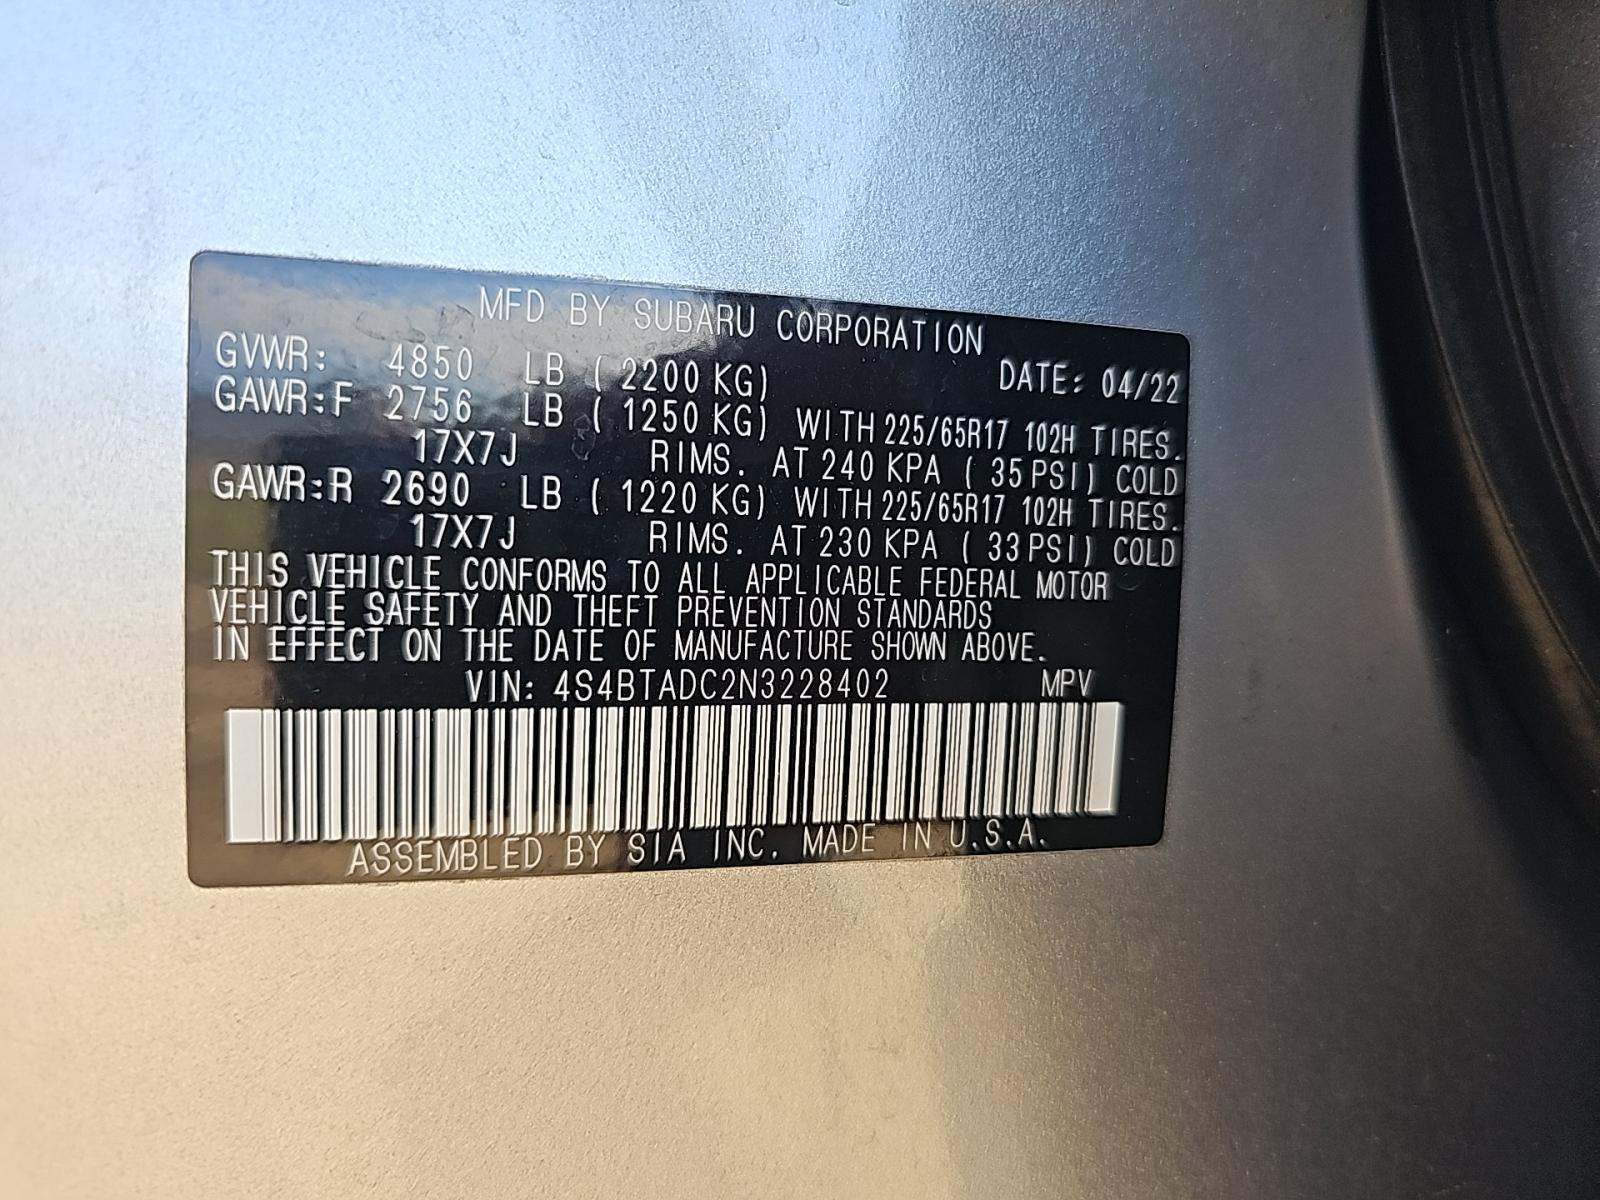 MFD BY SUBARU CORPORATION
GVWR: 4850 LB ( 2200 KG) DATE: 04/22
GAWR:F 2756 LB ( 1250 KG) WITH 225/65R17 102H TIRES.
17X7J RIMS. AT 240 KPA ( 35 PSI) COLD
GAWR:R 2690 LB ( 1220 KG) WITH 225/65R17 102H TIRES.
17X7J RIMS. AT 230 KPA ( 33 PSI) COLD
THIS VEHICLE CONFORMS TO ALL APPLICABLE FEDERAL MOTOR
VEHICLE SAFETY AND THEFT PREVENTION STANDARDS
IN EFFECT ON THE DATE OF MANUFACTURE SHOWN ABOVE.
VIN: 4S4BTADC2N3228402 MPV
ASSEMBLED BY SIA INC. MADE IN U.S.A.